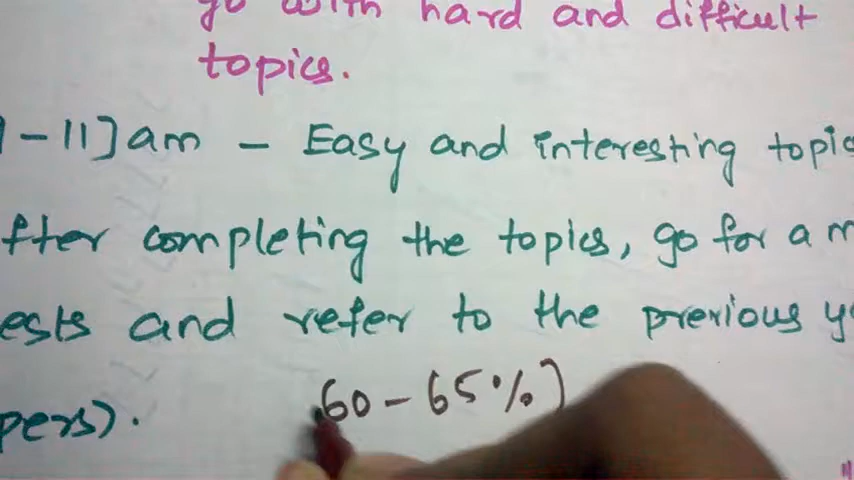 go with hard and difficult
topics.
- 11] am - Easy and interesting topic
fter completing the topics, go for a m
ests and refer to the previous y
pers).
60 - 65%)